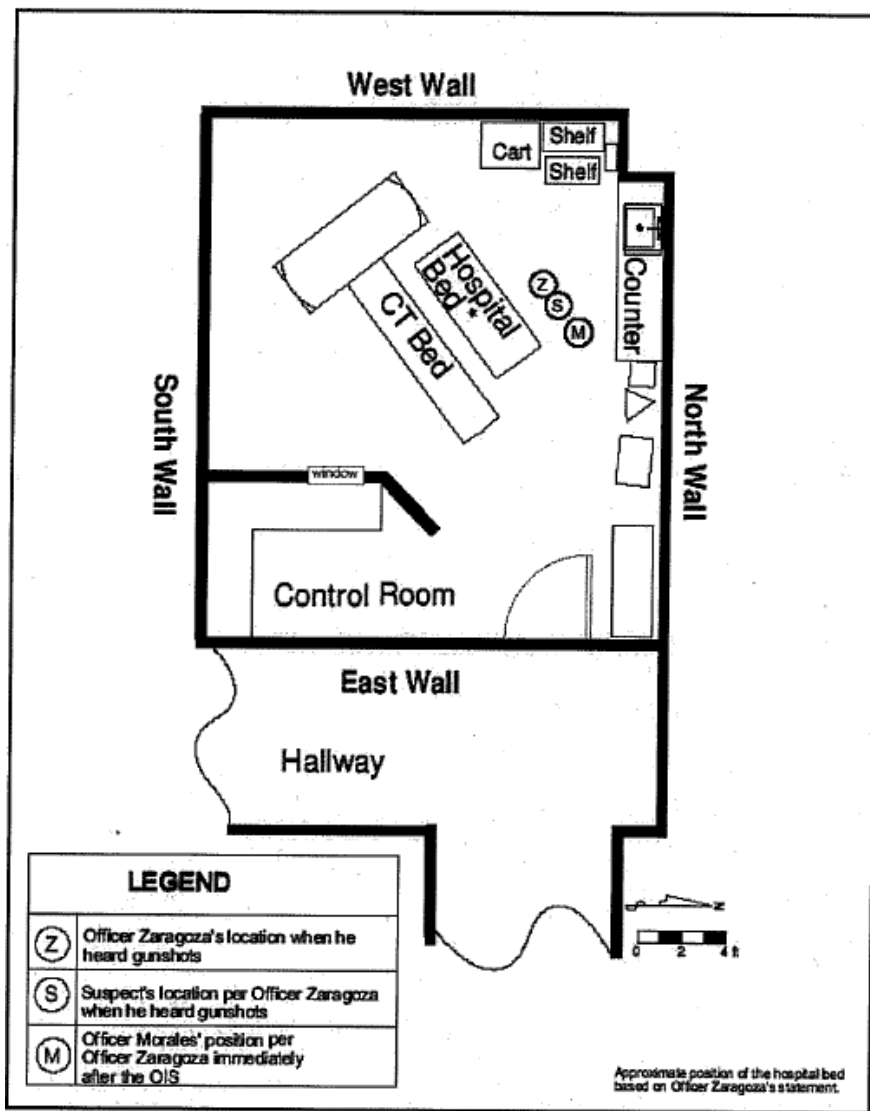 West Wall
Cart
Shelf
Shelf
Hospital
Bed *
CT Bed
Z
S
M
Counter
South Wall
North Wall
window
Control Room
East Wall
Hallway
LEGEND
Z
Officer Zaragoza's location when he
heard gunshots
S
Suspect's location per Officer Zaragoza
when he heard gunshots
M
Officer Morales' position per
Officer Zaragoza immediately
after the OIS
N
0 2 4 ft
Approximate position of the hospital bed
based on Officer Zaragoza's statement.